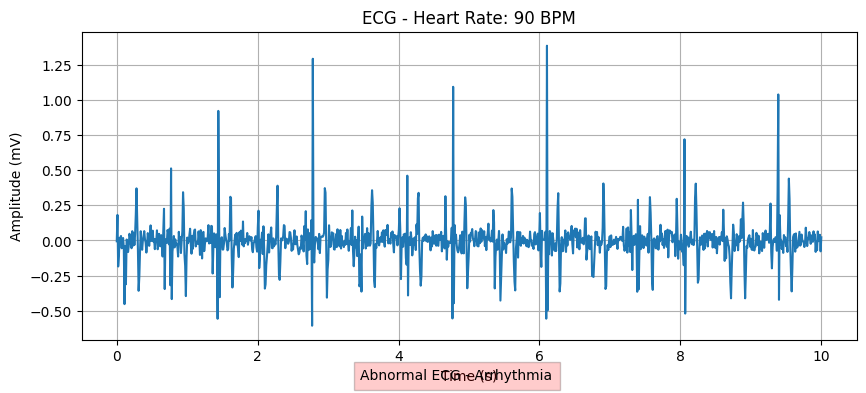 ECG - Heart Rate: 90 BPM
Amplitude (mV)
1.25
1.00
0.75
0.50
0.25
0.00
−0.25
−0.50
0 2 4 6 8 10
Time (s)
Abnormal ECG - Arrhythmia